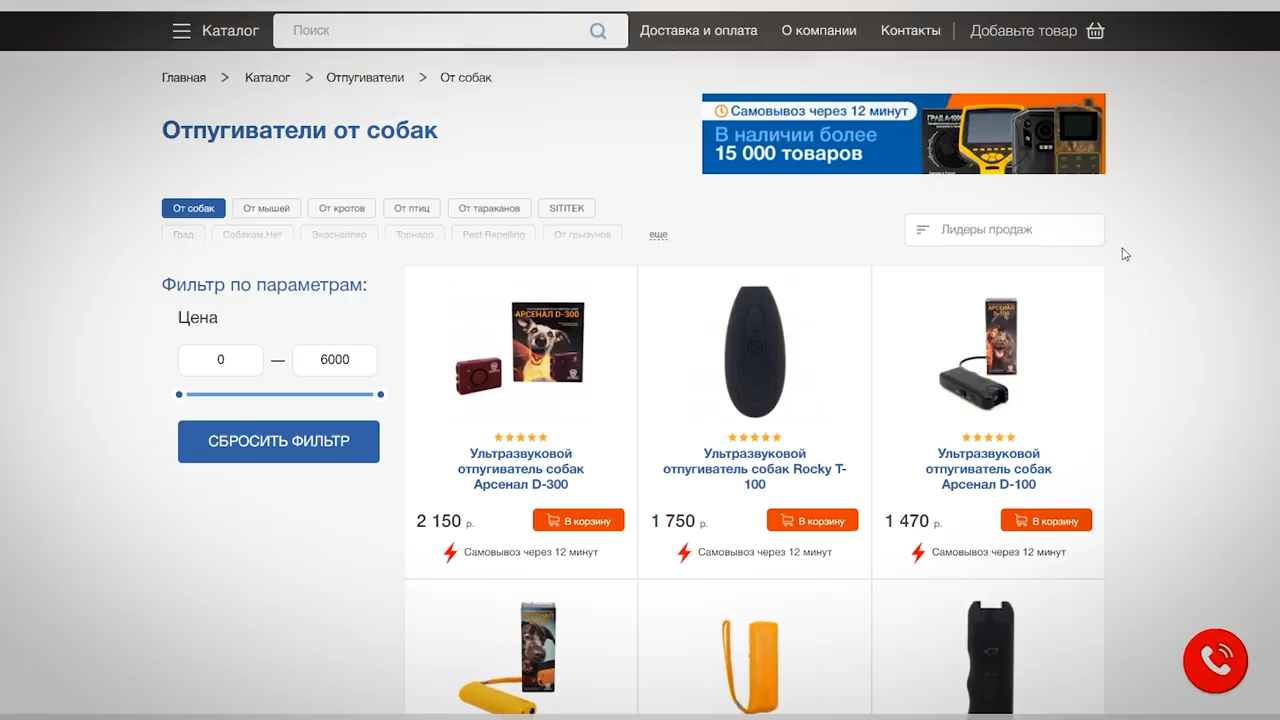 Каталог
Поиск
Доставка и оплата
О компании
Контакты
Добавьте товар
Главная > Каталог > Отпугиватели > От собак
Самовывоз через 12 минут
В наличии более
15 000 товаров
ГРАД А-1000
Отпугиватели от собак
От собак
От мышей
От кротов
От птиц
От тараканов
SITITEK
Град
Собакам.Нет
Экоснайпер
Торнадо
Pest Repelling
От грызунов
еще
Лидеры продаж
Фильтр по параметрам:
Цена
0 — 6000
СБРОСИТЬ ФИЛЬТР
АРСЕНАЛ D-300
Ультразвуковой
отпугиватель собак
Арсенал D-300
2 150 р.
В корзину
Самовывоз через 12 минут
Ультразвуковой
отпугиватель собак Rocky T-
100
1 750 р.
В корзину
Самовывоз через 12 минут
АРСЕНАЛ
D-100
Ультразвуковой
отпугиватель собак
Арсенал D-100
1 470 р.
В корзину
Самовывоз через 12 минут
АРСЕНАЛ